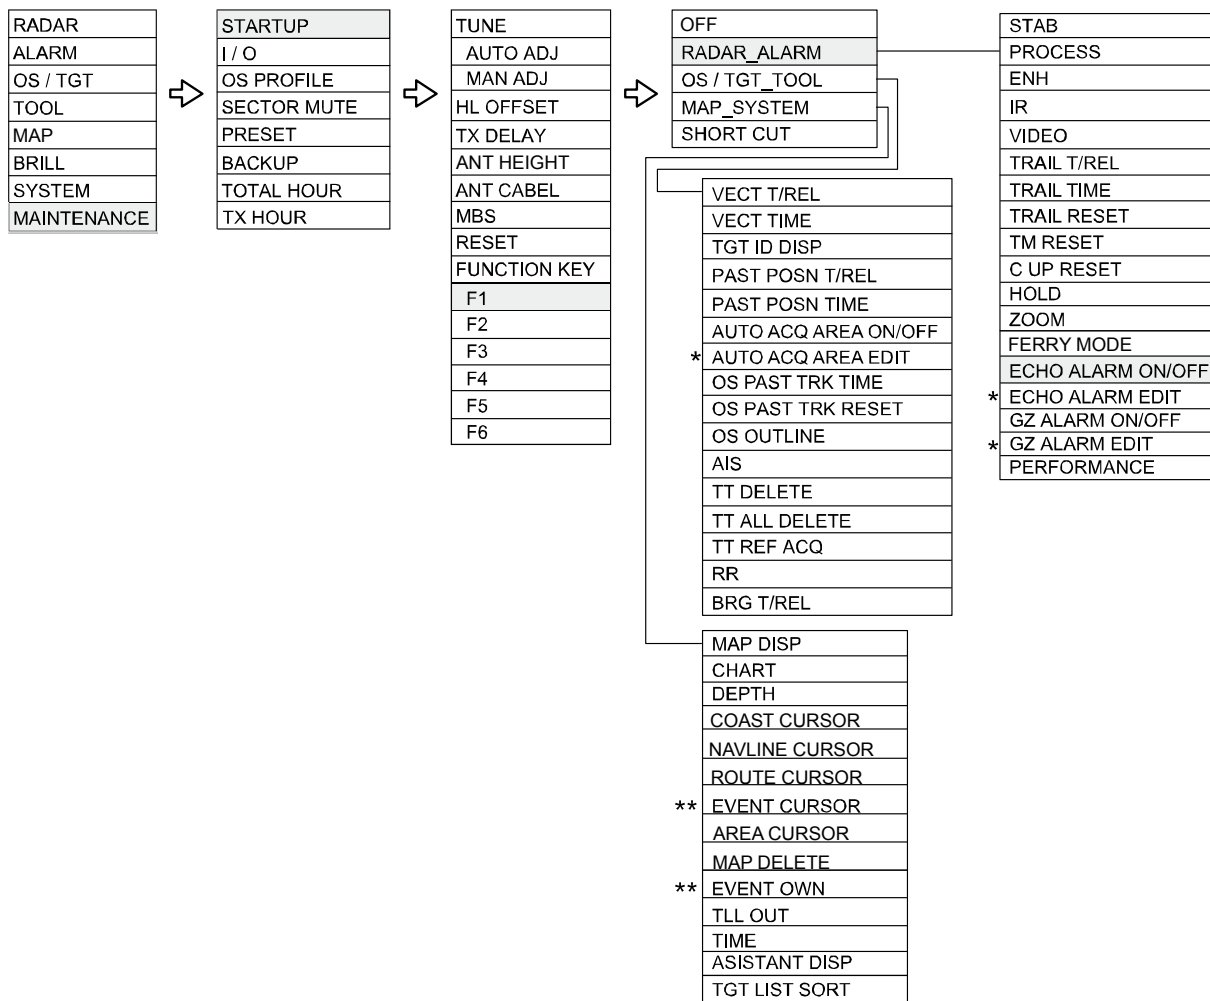 RADAR
ALARM
OS / TGT
TOOL
MAP
BRILL
SYSTEM
MAINTENANCE
STARTUP
I / O
OS PROFILE
SECTOR MUTE
PRESET
BACKUP
TOTAL HOUR
TX HOUR
TUNE
AUTO ADJ
MAN ADJ
HL OFFSET
TX DELAY
ANT HEIGHT
ANT CABEL
MBS
RESET
FUNCTION KEY
F1
F2
F3
F4
F5
F6
OFF
RADAR_ALARM
OS / TGT_TOOL
MAP_SYSTEM
SHORT CUT
VECT T/REL
VECT TIME
TGT ID DISP
PAST POSN T/REL
PAST POSN TIME
AUTO ACQ AREA ON/OFF
* AUTO ACQ AREA EDIT
OS PAST TRK TIME
OS PAST TRK RESET
OS OUTLINE
AIS
TT DELETE
TT ALL DELETE
TT REF ACQ
RR
BRG T/REL
MAP DISP
CHART
DEPTH
COAST CURSOR
NAVLINE CURSOR
ROUTE CURSOR
** EVENT CURSOR
AREA CURSOR
MAP DELETE
** EVENT OWN
TLL OUT
TIME
ASISTANT DISP
TGT LIST SORT
STAB
PROCESS
ENH
IR
VIDEO
TRAIL T/REL
TRAIL TIME
TRAIL RESET
TM RESET
C UP RESET
HOLD
ZOOM
FERRY MODE
ECHO ALARM ON/OFF
* ECHO ALARM EDIT
GZ ALARM ON/OFF
* GZ ALARM EDIT
PERFORMANCE